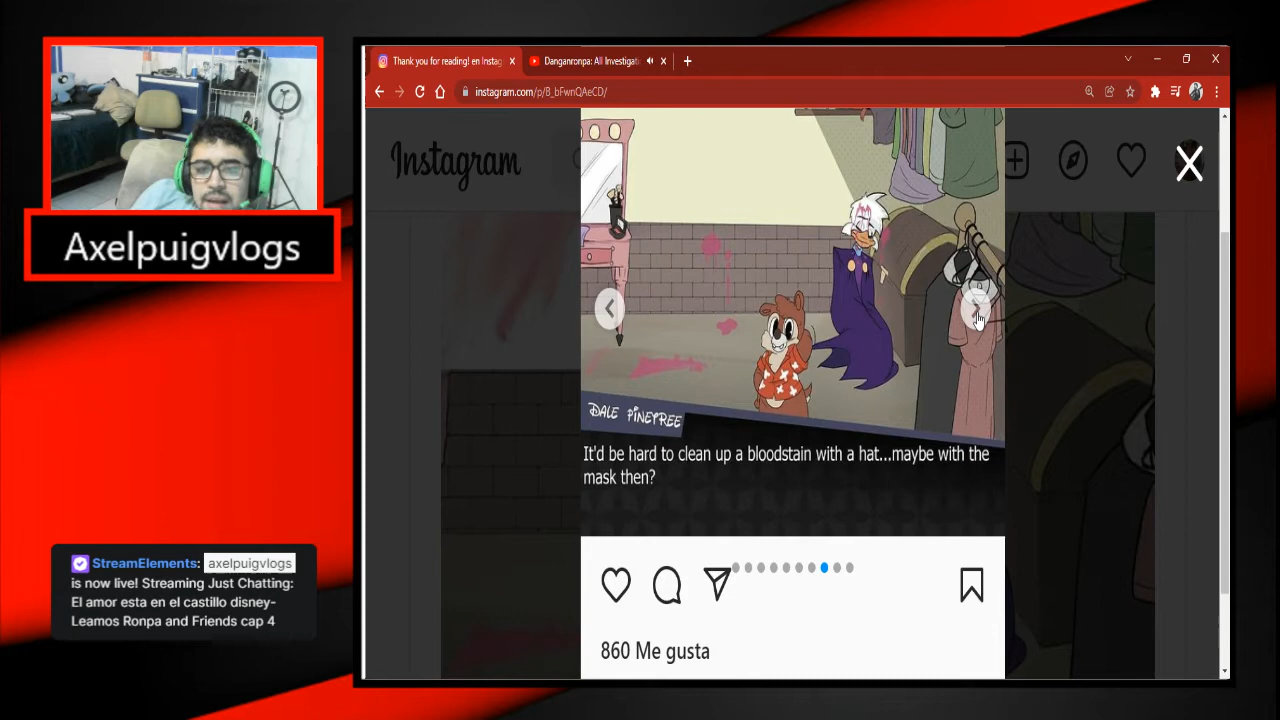 Thank you for reading! en Instag
Danganronpa: All Investigati
instagram.com/p/B_bFwnQAeCD/
Instagram
Axelpuigvlogs
DALE PINETREE
It'd be hard to clean up a bloodstain with a hat...maybe with the
mask then?
StreamElements: axelpuigvlogs
is now live! Streaming Just Chatting:
El amor esta en el castillo disney-
Leamos Ronpa and Friends cap 4
860 Me gusta